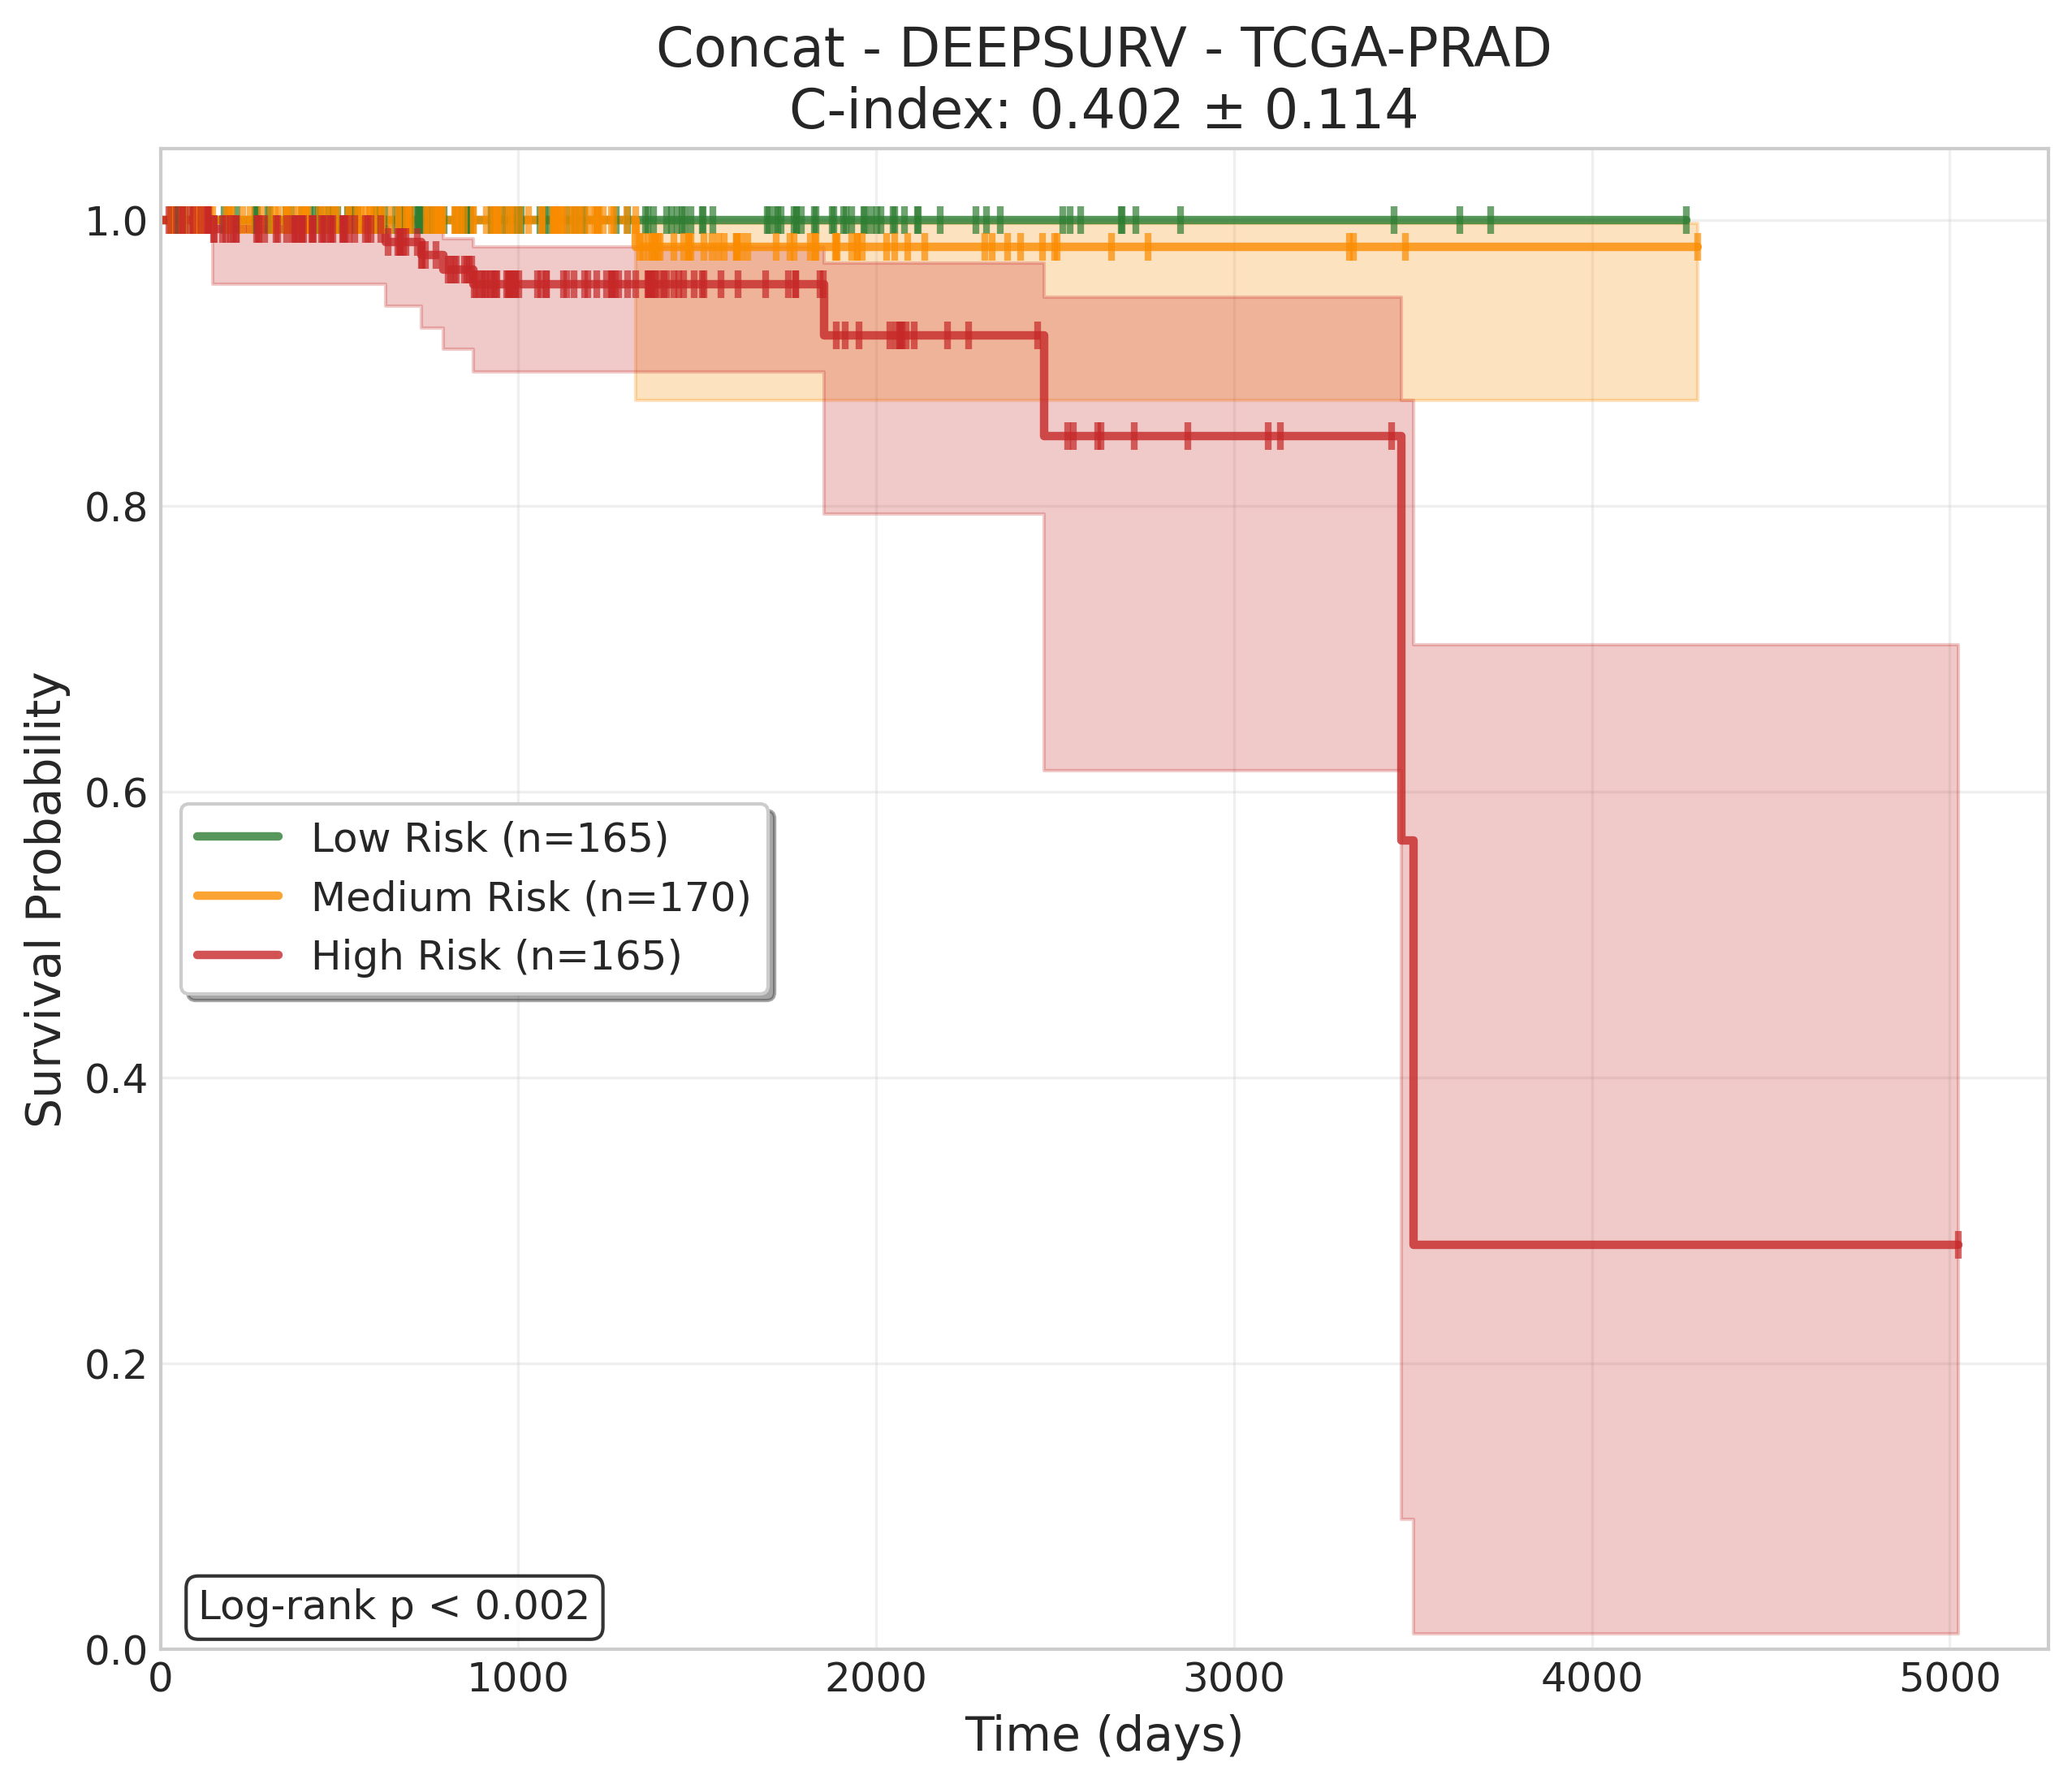 Concat - DEEPSURV - TCGA-PRAD
C-index: 0.402 ± 0.114
Survival Probability
1.0
0.8
0.6
0.4
0.2
0.0
Low Risk (n=165)
Medium Risk (n=170)
High Risk (n=165)
Log-rank p < 0.002
0 1000 2000 3000 4000 5000
Time (days)